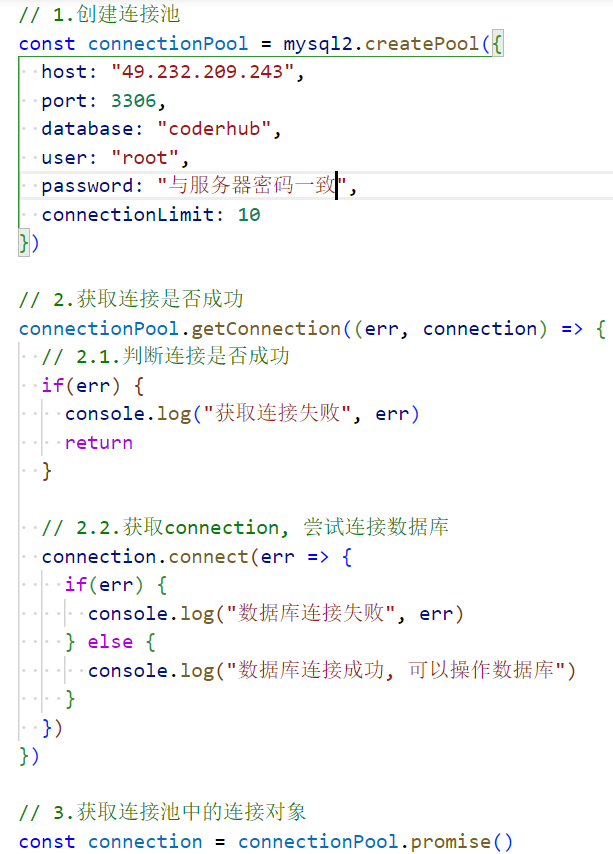 // 1.创建连接池
const connectionPool = mysql2.createPool({
host: "49.232.209.243",
port: 3306,
database: "coderhub",
user: "root",
password: "与服务器密码一致",
connectionLimit: 10
})
// 2.获取连接是否成功
connectionPool.getConnection((err, connection) => {
// 2.1.判断连接是否成功
if(err) {
console.log("获取连接失败", err)
return
}
// 2.2.获取connection, 尝试连接数据库
connection.connect(err => {
if(err) {
console.log("数据库连接失败", err)
} else {
console.log("数据库连接成功, 可以操作数据库")
}
})
})
// 3.获取连接池中的连接对象
const connection = connectionPool.promise()